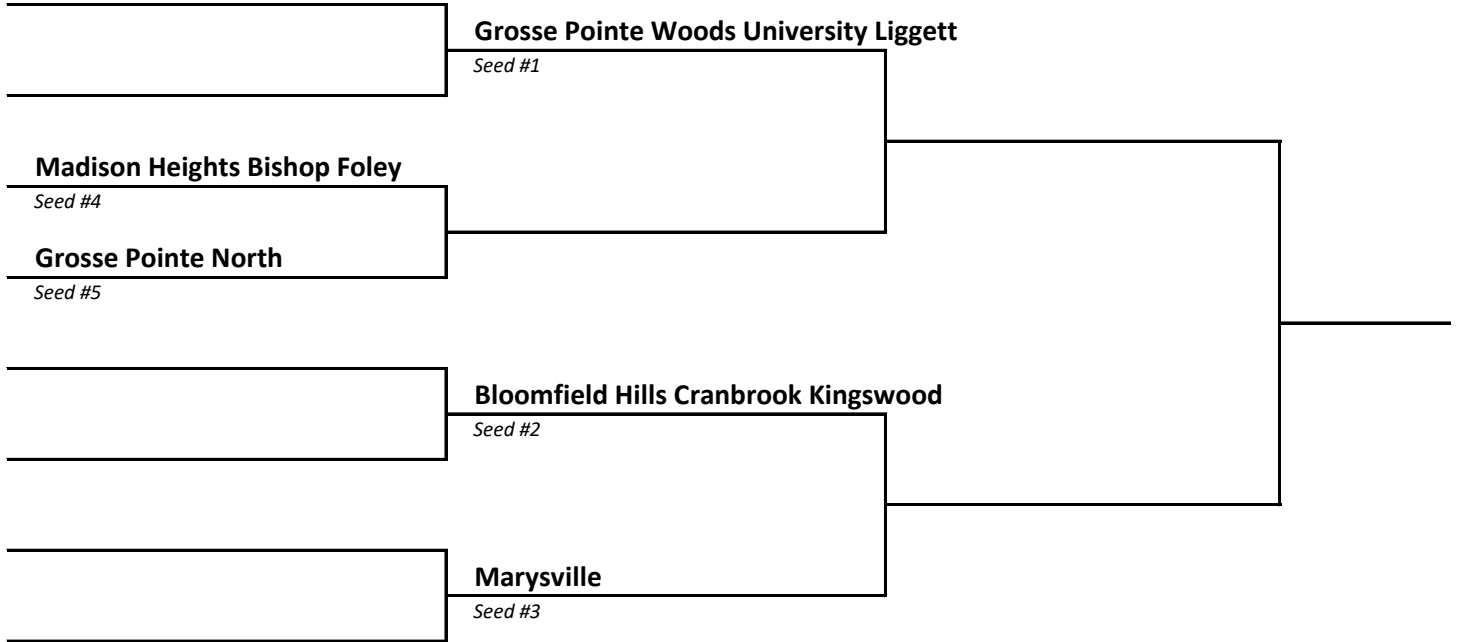 Grosse Pointe Woods University Liggett
Seed #1
Madison Heights Bishop Foley
Seed #4
Grosse Pointe North
Seed #5
Bloomfield Hills Cranbrook Kingswood
Seed #2
Marysville
Seed #3